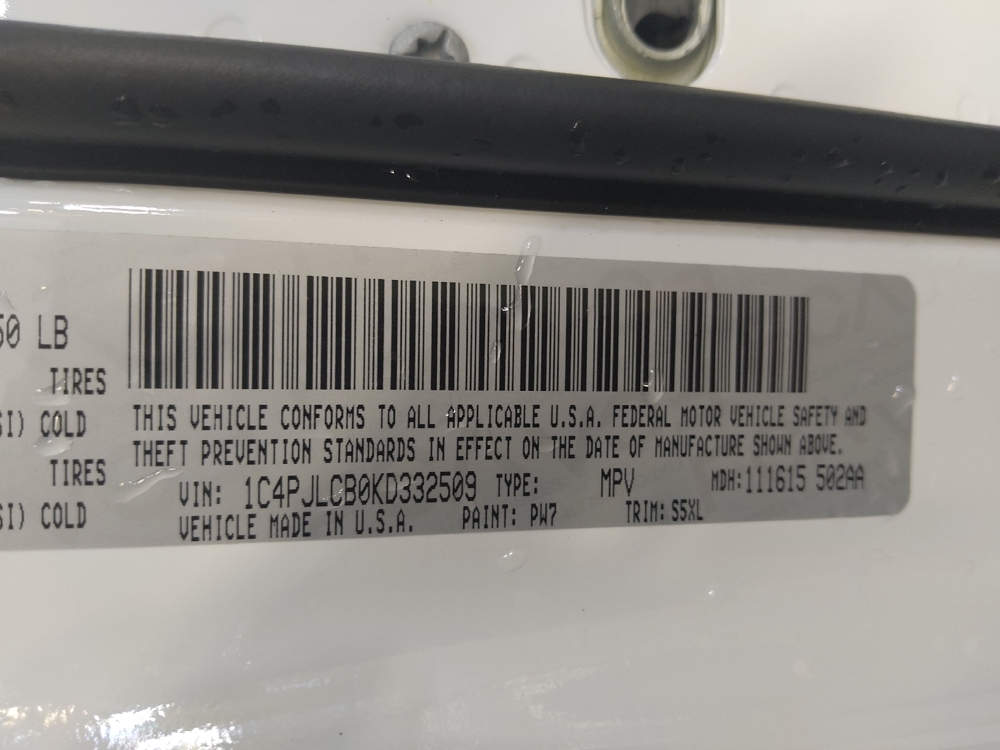 50 LB
TIRES
SI) COLD
TIRES
SI) COLD
THIS VEHICLE CONFORMS TO ALL APPLICABLE U.S.A. FEDERAL MOTOR VEHICLE SAFETY AND
THEFT PREVENTION STANDARDS IN EFFECT ON THE DATE OF MANUFACTURE SHOWN ABOVE.
VIN: 1C4PJLCB0KD332509 TYPE: MPV MDH: 111615 502AA
VEHICLE MADE IN U.S.A. PAINT: PW7 TRIM: S5XL